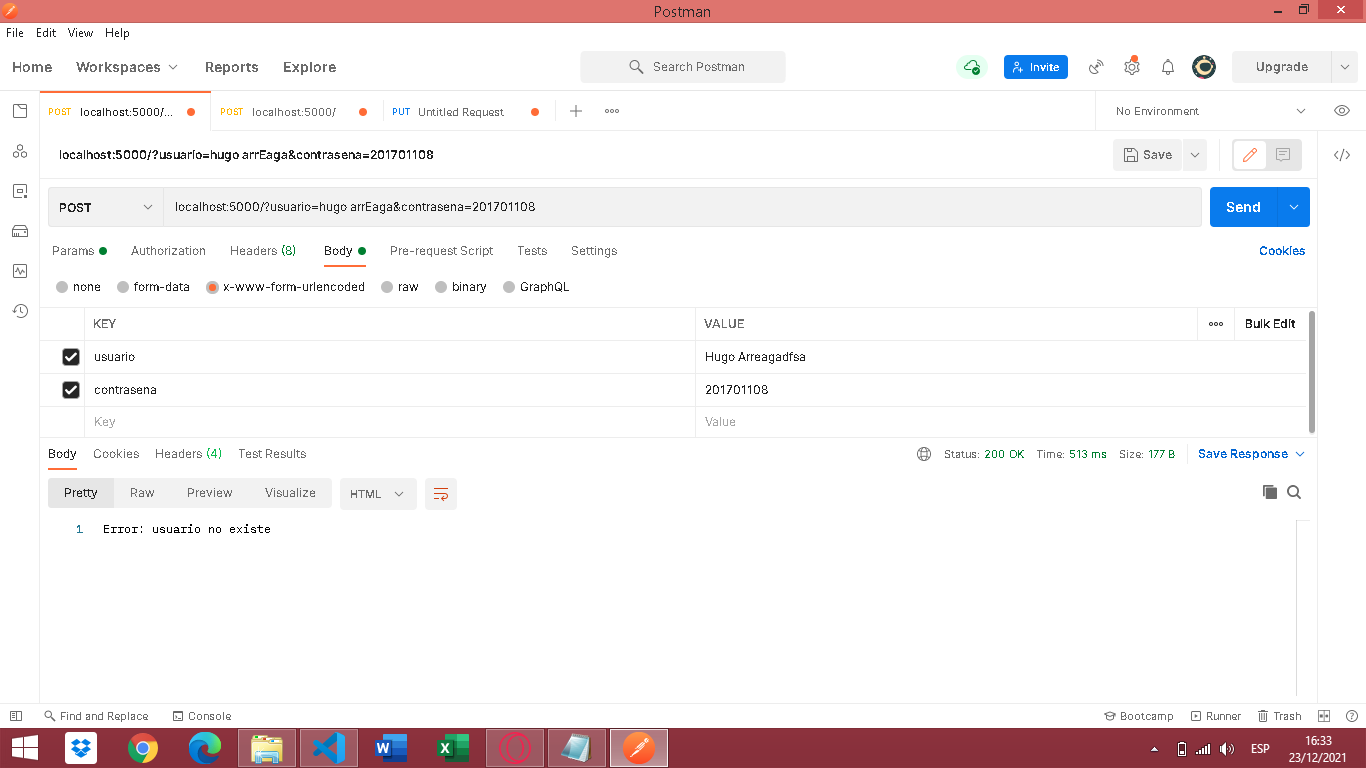 Postman
File Edit View Help
Home Workspaces Reports Explore Search Postman Invite Upgrade
POST localhost:5000/... POST localhost:5000/ PUT Untitled Request No Environment
localhost:5000/?usuario=hugo arrEaga&contrasena=201701108 Save
POST localhost:5000/?usuario=hugo arrEaga&contrasena=201701108 Send
Params Authorization Headers (8) Body Pre-request Script Tests Settings Cookies
none form-data x-www-form-urlencoded raw binary GraphQL
KEY VALUE Bulk Edit
usuario Hugo Arreagadfsa
contrasena 201701108
Key Value
Body Cookies Headers (4) Test Results Status: 200 OK Time: 513 ms Size: 177 B Save Response
Pretty Raw Preview Visualize HTML
1 Error: usuario no existe
Find and Replace Console Bootcamp Runner Trash
ESP 16:33
23/12/2021